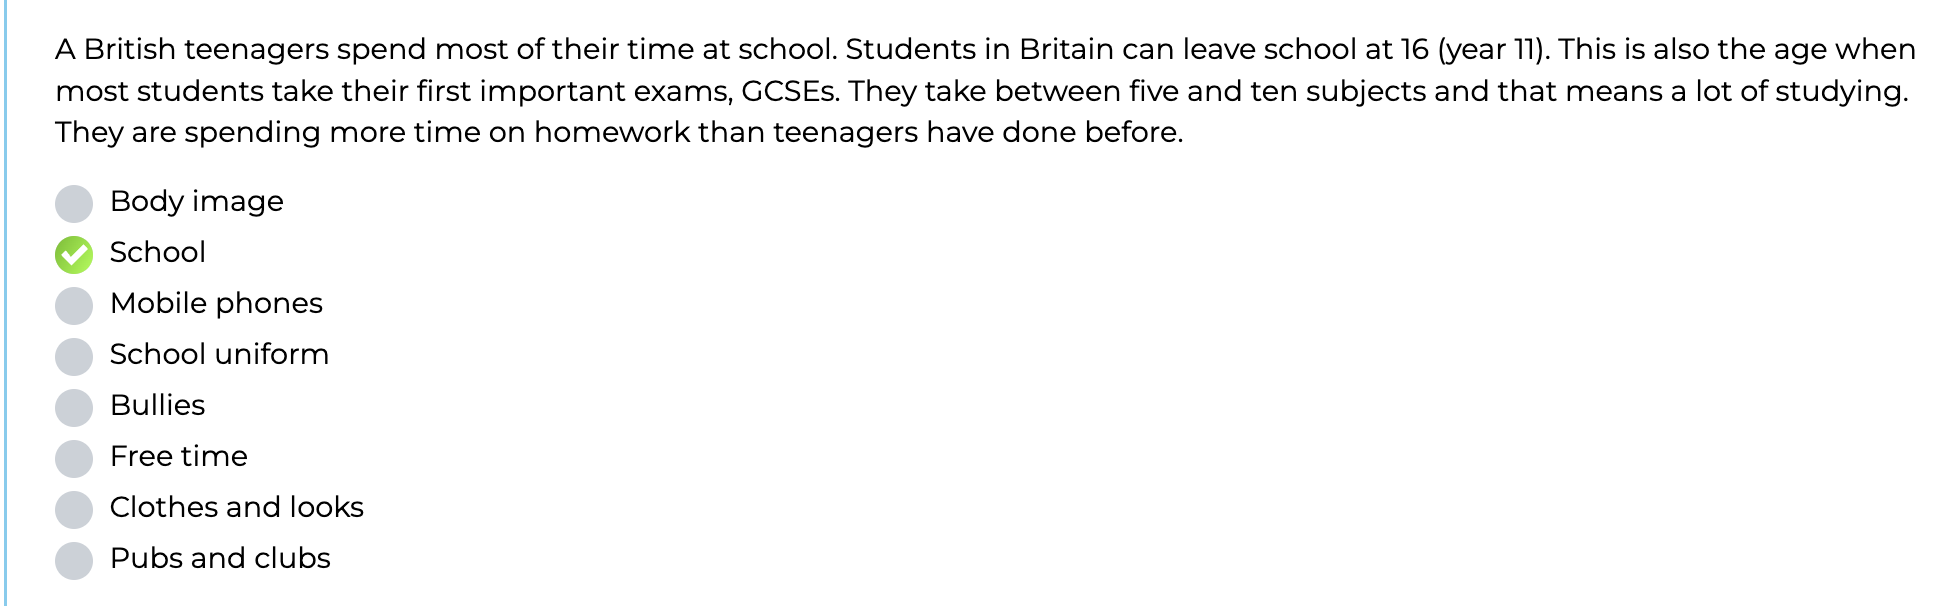 A British teenagers spend most of their time at school. Students in Britain can leave school at 16 (year 11). This is also the age when
most students take their first important exams, GCSEs. They take between five and ten subjects and that means a lot of studying.
They are spending more time on homework than teenagers have done before.
Body image
School
Mobile phones
School uniform
Bullies
Free time
Clothes and looks
Pubs and clubs